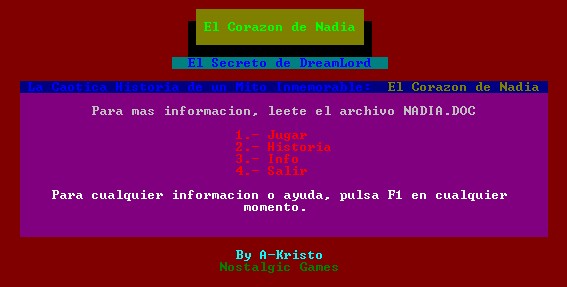 El Corazon de Nadia
El Secreto de DreamLord
La Caotica Historia de un Mito Inmemorable: El Corazon de Nadia
Para mas informacion, leete el archivo NADIA.DOC
1.- Jugar
2.- Historia
3.- Info
4.- Salir
Para cualquier informacion o ayuda, pulsa F1 en cualquier
momento.
By A-Kristo
Nostalgic Games